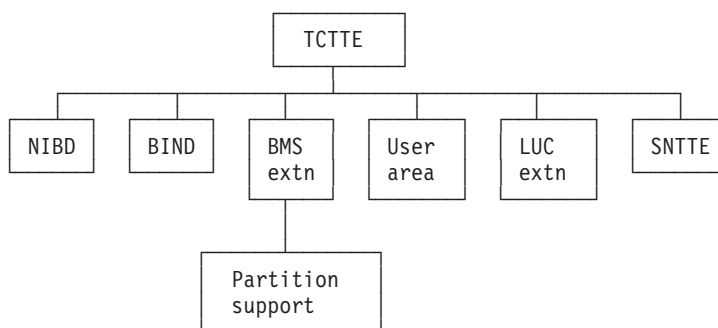 TCTTE
NIBD
BIND
BMS
extn
User
area
LUC
extn
SNTTE
Partition
support